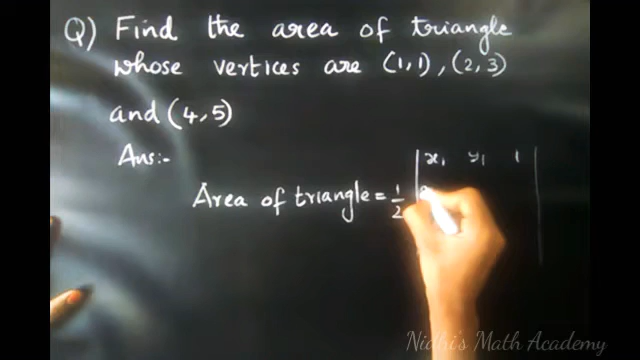 Q) Find the area of triangle
whose vertices are (1,1), (2,3)
and (4,5)
Ans:-
Area of triangle = 1/2 | x₁ y₁ 1 |
Nidhi's Math Academy